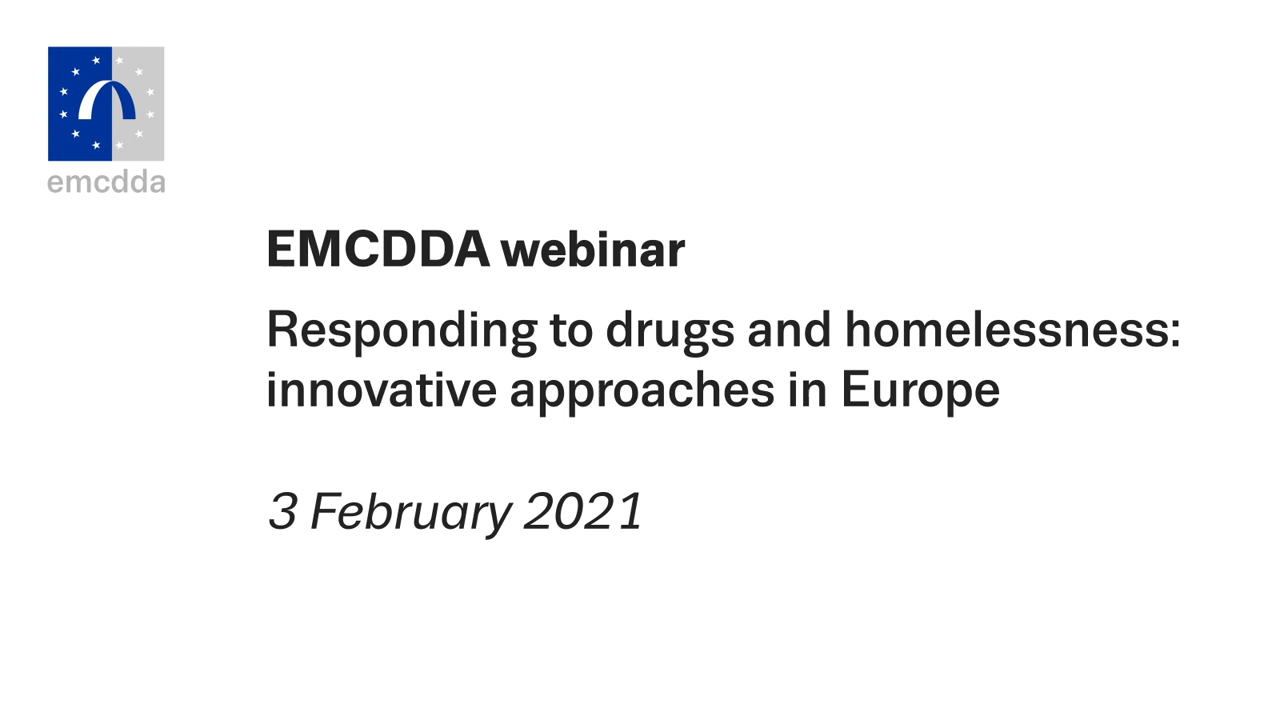 emcdda
EMCDDA webinar
Responding to drugs and homelessness:
innovative approaches in Europe
3 February 2021